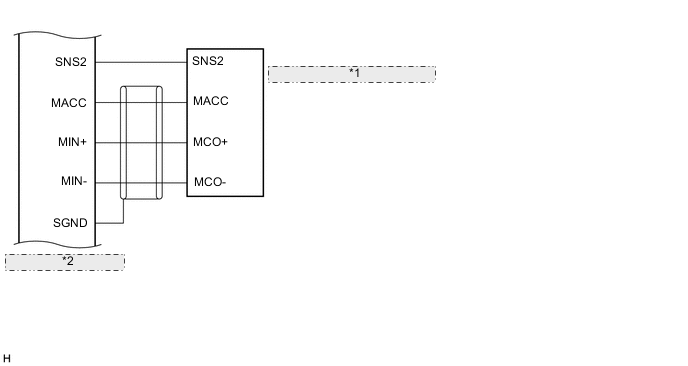 SNS2 SNS2
*1
MACC MACC
MIN+ MCO+
MIN- MCO-
SGND
*2
H